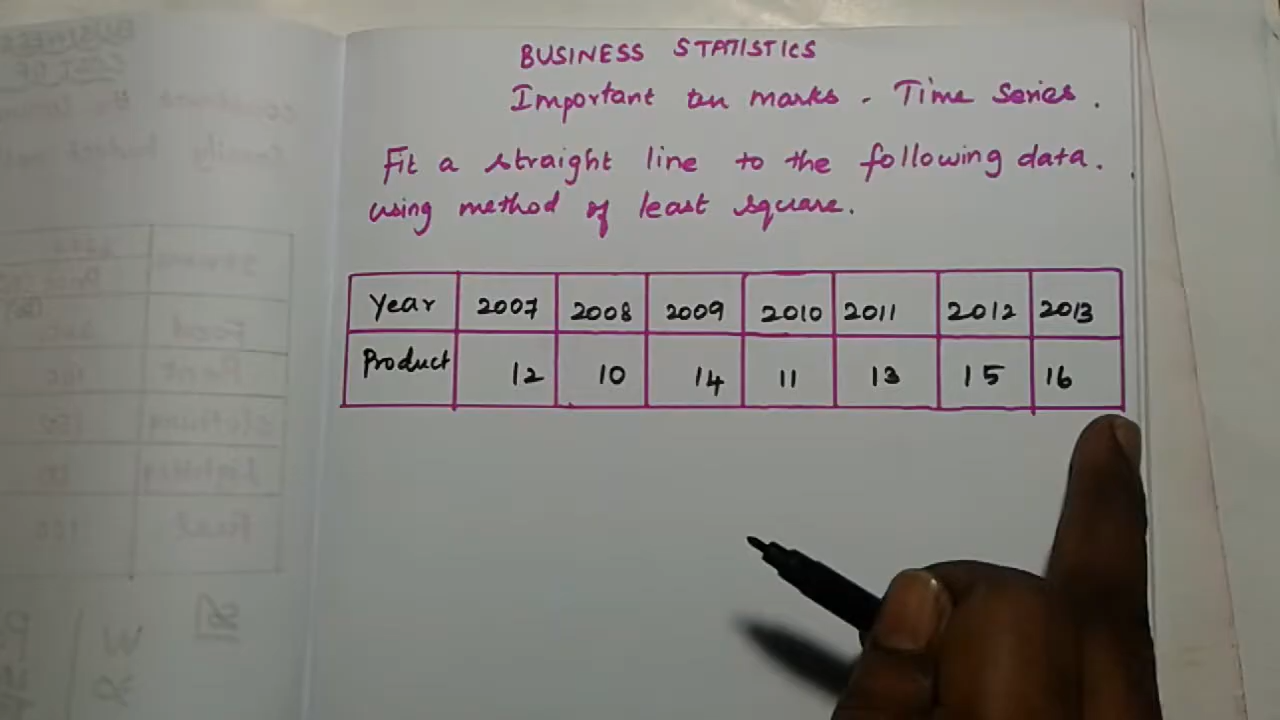 BUSINESS STATISTICS
Important ten marks - Time Series.
Fit a straight line to the following data.
using method of least square.
Year 2007 2008 2009 2010 2011 2012 2013
Product 12 10 14 11 13 15 16